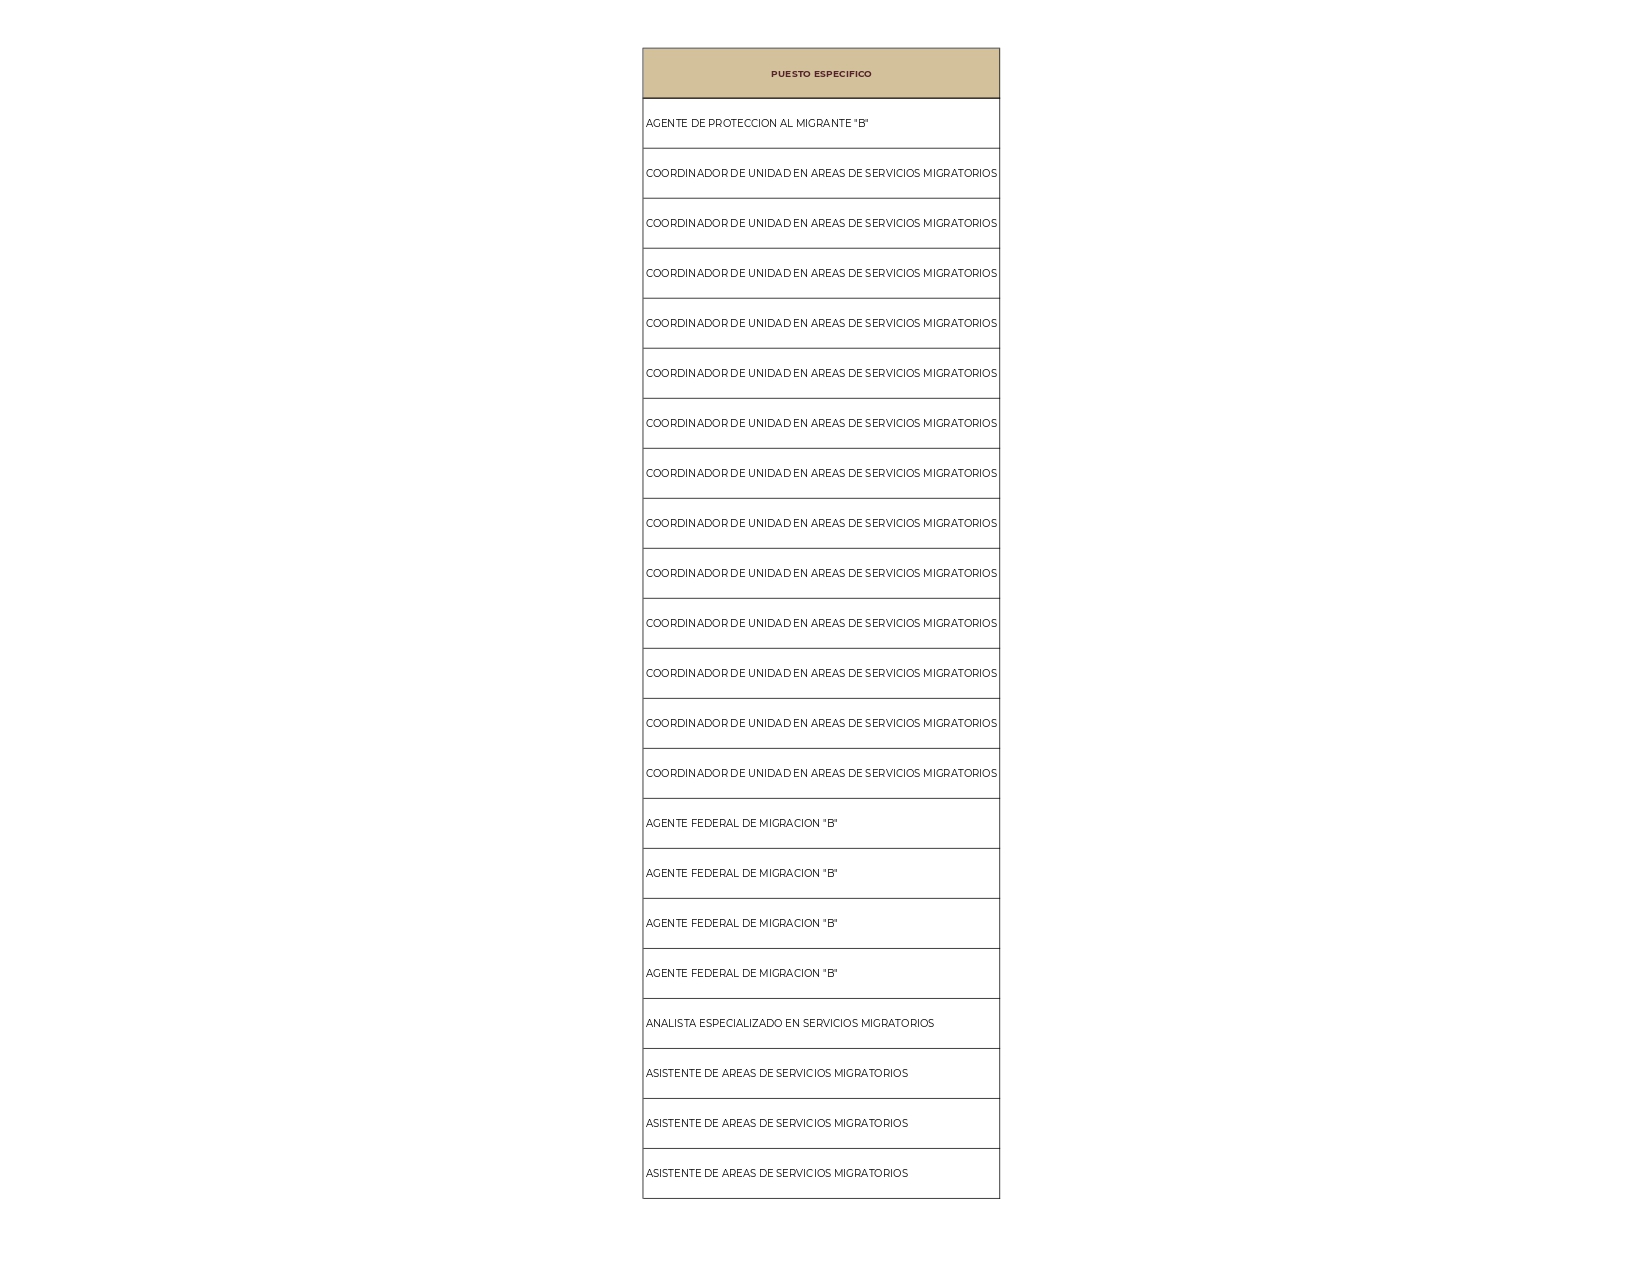 PUESTO ESPECIFICO
AGENTE DE PROTECCION AL MIGRANTE "B"
COORDINADOR DE UNIDAD EN AREAS DE SERVICIOS MIGRATORIOS
COORDINADOR DE UNIDAD EN AREAS DE SERVICIOS MIGRATORIOS
COORDINADOR DE UNIDAD EN AREAS DE SERVICIOS MIGRATORIOS
COORDINADOR DE UNIDAD EN AREAS DE SERVICIOS MIGRATORIOS
COORDINADOR DE UNIDAD EN AREAS DE SERVICIOS MIGRATORIOS
COORDINADOR DE UNIDAD EN AREAS DE SERVICIOS MIGRATORIOS
COORDINADOR DE UNIDAD EN AREAS DE SERVICIOS MIGRATORIOS
COORDINADOR DE UNIDAD EN AREAS DE SERVICIOS MIGRATORIOS
COORDINADOR DE UNIDAD EN AREAS DE SERVICIOS MIGRATORIOS
COORDINADOR DE UNIDAD EN AREAS DE SERVICIOS MIGRATORIOS
COORDINADOR DE UNIDAD EN AREAS DE SERVICIOS MIGRATORIOS
COORDINADOR DE UNIDAD EN AREAS DE SERVICIOS MIGRATORIOS
COORDINADOR DE UNIDAD EN AREAS DE SERVICIOS MIGRATORIOS
AGENTE FEDERAL DE MIGRACION "B"
AGENTE FEDERAL DE MIGRACION "B"
AGENTE FEDERAL DE MIGRACION "B"
AGENTE FEDERAL DE MIGRACION "B"
ANALISTA ESPECIALIZADO EN SERVICIOS MIGRATORIOS
ASISTENTE DE AREAS DE SERVICIOS MIGRATORIOS
ASISTENTE DE AREAS DE SERVICIOS MIGRATORIOS
ASISTENTE DE AREAS DE SERVICIOS MIGRATORIOS